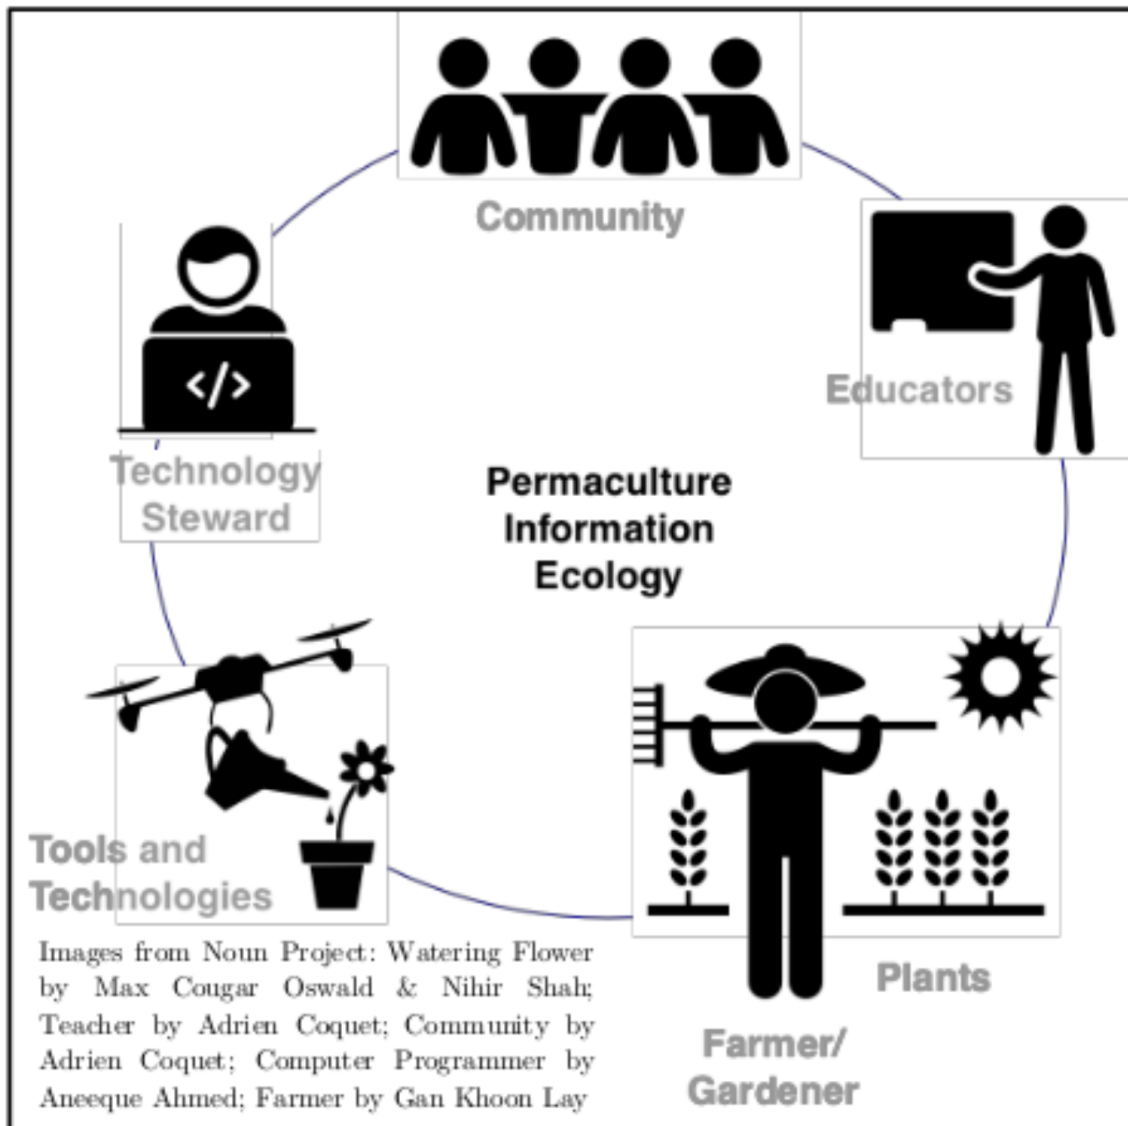 Community
Educators
</>
Technology
Steward
Permaculture
Information
Ecology
Tools and
Technologies
Plants
Farmer/
Gardener
Images from Noun Project: Watering Flower
by Max Cougar Oswald & Nihir Shah;
Teacher by Adrien Coquet; Community by
Adrien Coquet; Computer Programmer by
Aneeque Ahmed; Farmer by Gan Khoon Lay